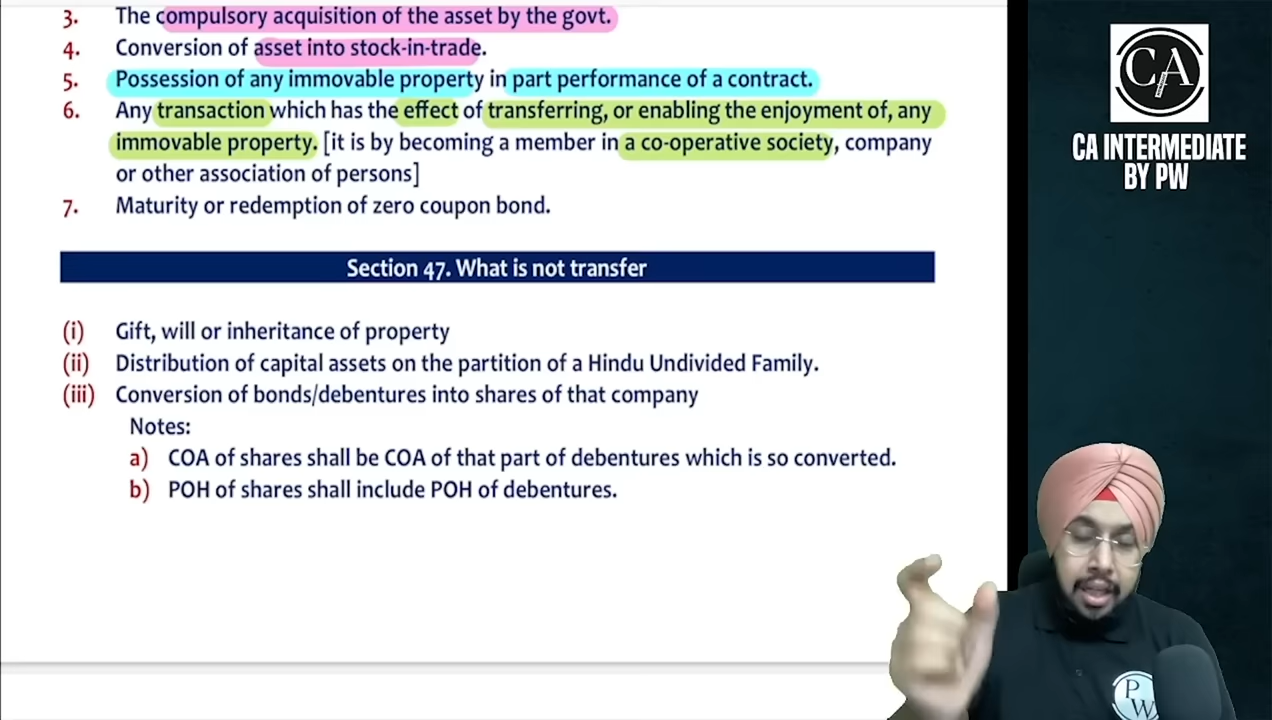 3. The compulsory acquisition of the asset by the govt.
4. Conversion of asset into stock-in-trade.
5. Possession of any immovable property in part performance of a contract.
6. Any transaction which has the effect of transferring, or enabling the enjoyment of, any
immovable property. [it is by becoming a member in a co-operative society, company
or other association of persons]
7. Maturity or redemption of zero coupon bond.
Section 47. What is not transfer
(i) Gift, will or inheritance of property
(ii) Distribution of capital assets on the partition of a Hindu Undivided Family.
(iii) Conversion of bonds/debentures into shares of that company
Notes:
a) COA of shares shall be COA of that part of debentures which is so converted.
b) POH of shares shall include POH of debentures.
CA
CA INTERMEDIATE
BY PW
P
W